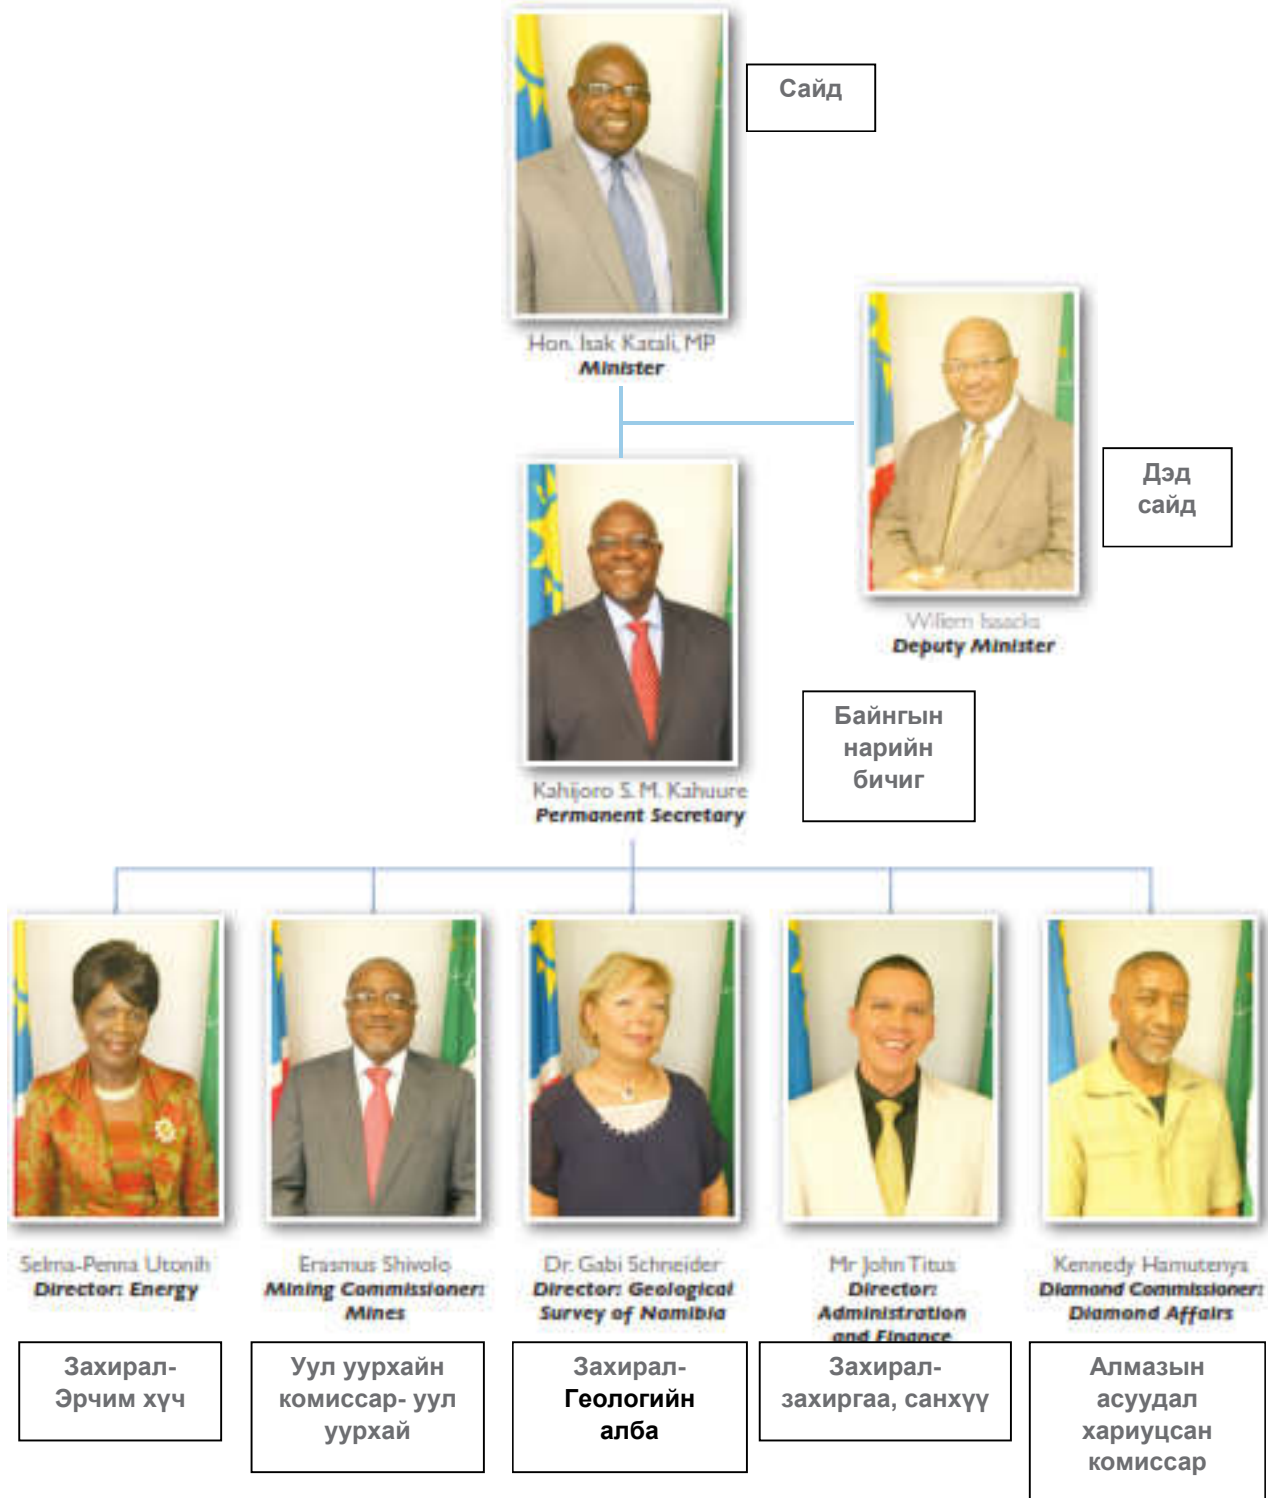 Сайд
Hon. Isak Katali, MP
Minister
Дэд
сайд
Willem Isaacks
Deputy Minister
Байнгын
нарийн
бичиг
Kahijoro S. M. Kahuure
Permanent Secretary
Selma-Penna Utonih
Director: Energy
Erasmus Shivolo
Mining Commissioner:
Mines
Dr. Gabi Schneider
Director: Geological
Survey of Namibia
Mr John Titus
Director:
Administration
and Finance
Kennedy Hamutenya
Diamond Commissioner:
Diamond Affairs
Захирал-
Эрчим хүч
Уул уурхайн
комиссар- уул
уурхай
Захирал-
Геологийн
алба
Захирал-
захиргаа, санхүү
Алмазын
асуудал
хариуцсан
комиссар